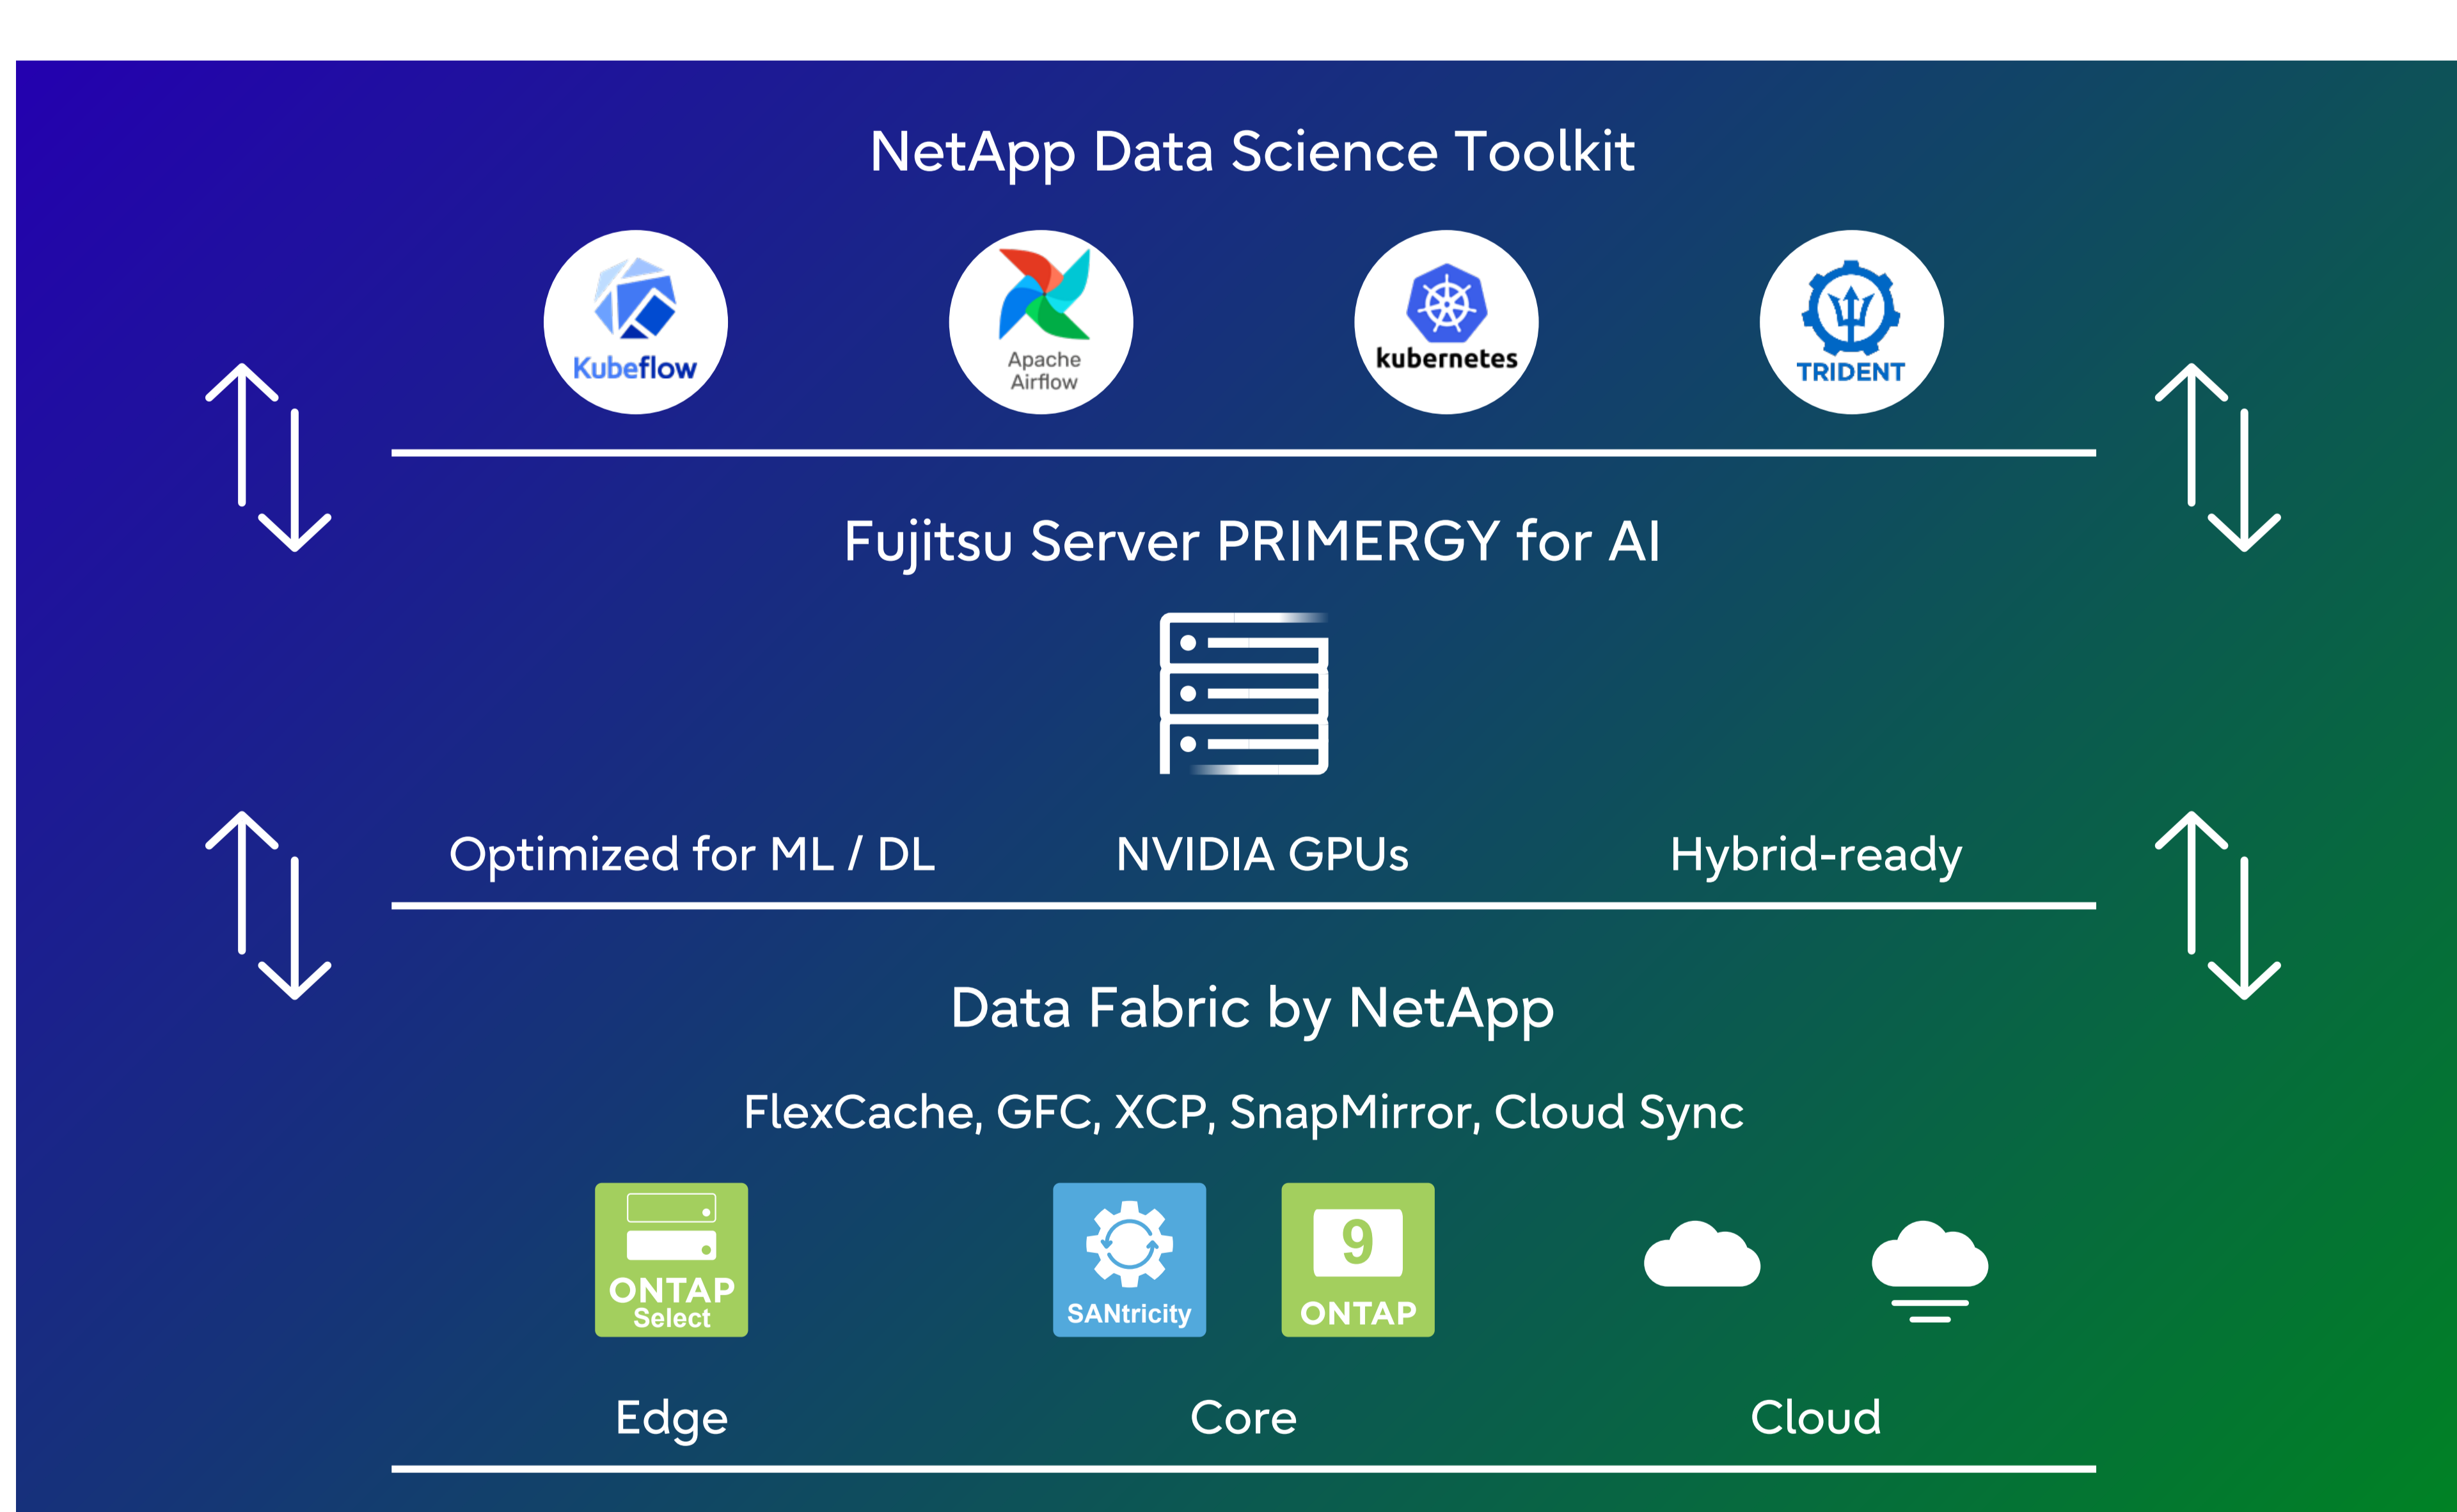 NetApp Data Science Toolkit
Kubeflow
Apache
Airflow
kubernetes
TRIDENT
Fujitsu Server PRIMERGY for AI
Optimized for ML / DL
NVIDIA GPUs
Hybrid-ready
Data Fabric by NetApp
FlexCache, GFC, XCP, SnapMirror, Cloud Sync
ONTAP
Select
SANtricity
9
ONTAP
Edge
Core
Cloud